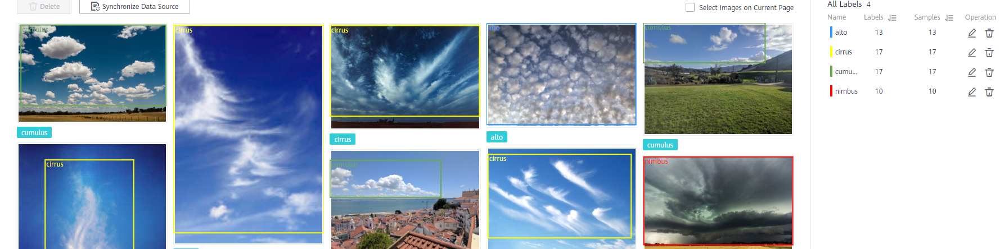 Delete
Synchronize Data Source
Select Images on Current Page
All Labels 4
Name Labels Samples Operation
alto 13 13
cirrus 17 17
cumu... 17 17
nimbus 10 10
cumulus
cirrus
cirrus
alto
cumulus
cumulus
cirrus
alto
cumulus
cirrus
cumulus
cirrus
nimbus